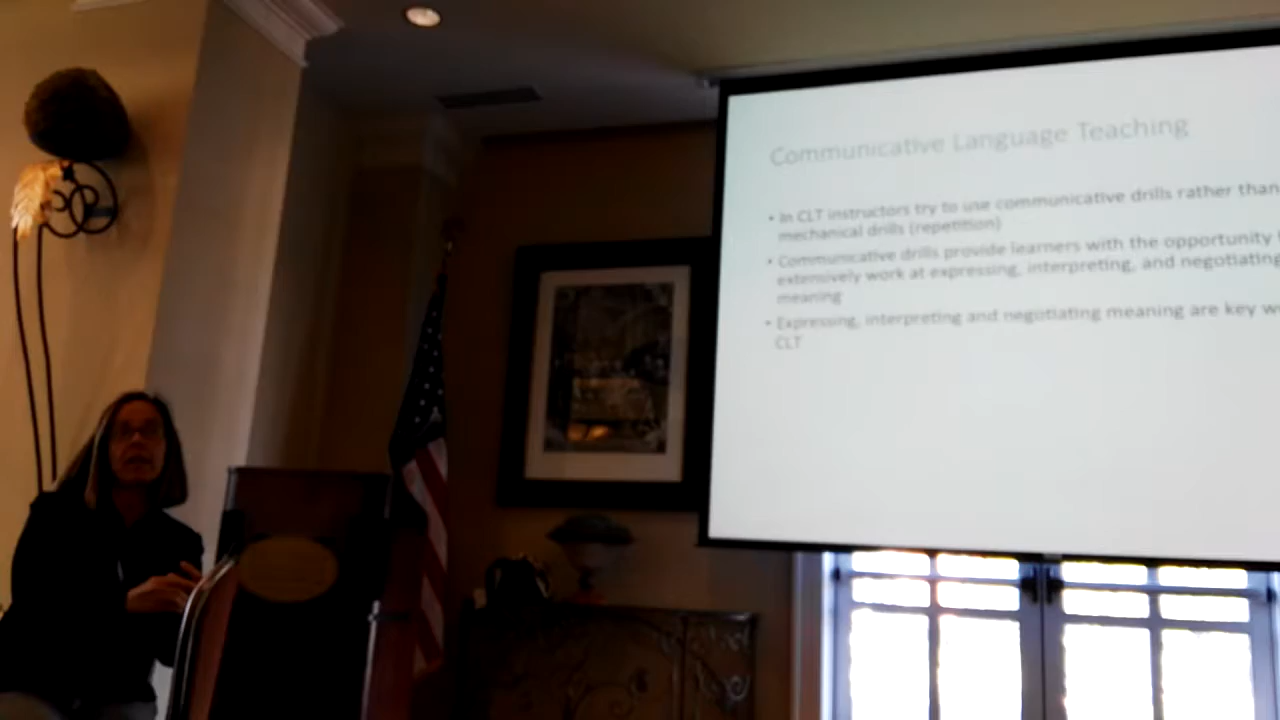 Communicative Language Teaching
• In CLT instructors try to use communicative drills rather than
mechanical drills (repetition)
• Communicative drills provide learners with the opportunity
extensively work at expressing, interpreting, and negotiating
meaning
• Expressing, interpreting and negotiating meaning are key
CLT